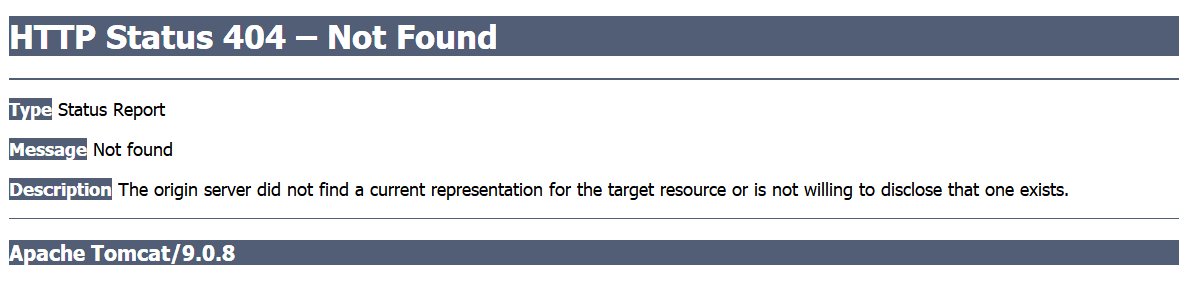 HTTP Status 404 – Not Found
Type Status Report
Message Not found
Description The origin server did not find a current representation for the target resource or is not willing to disclose that one exists.
Apache Tomcat/9.0.8